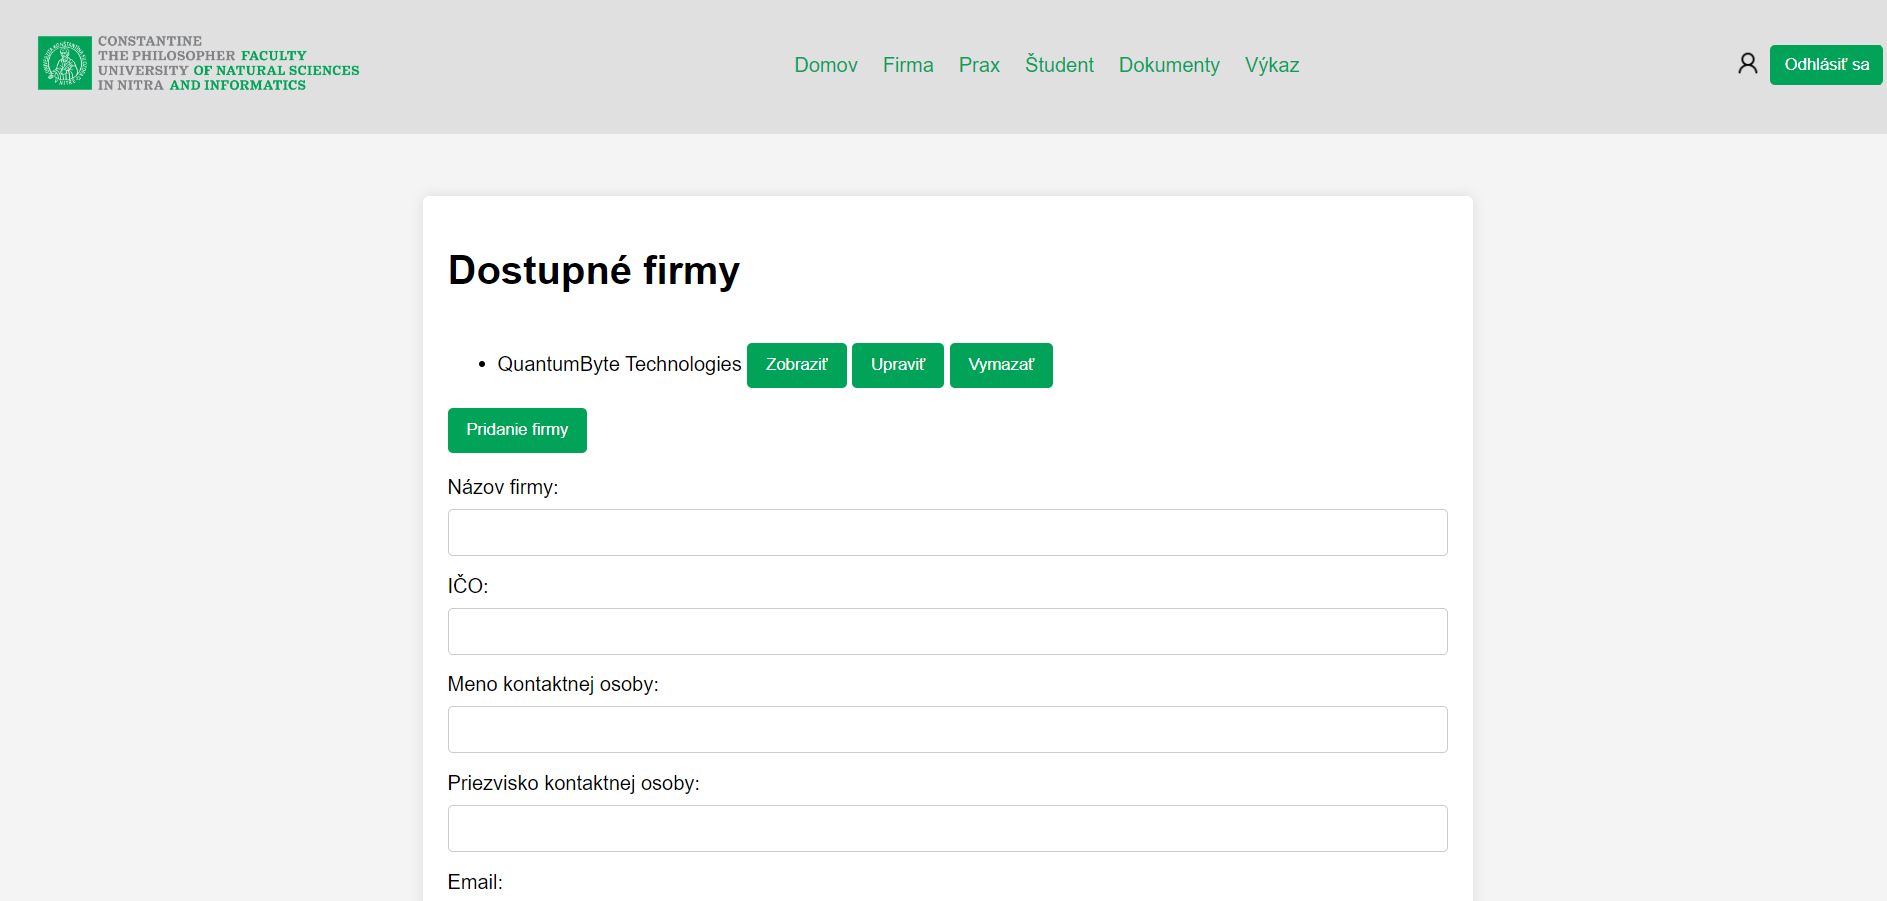 CONSTANTINE
THE PHILOSOPHER FACULTY
UNIVERSITY OF NATURAL SCIENCES
IN NITRA AND INFORMATICS
Domov Firma Prax Študent Dokumenty Výkaz
Odhlásiť sa
Dostupné firmy
• QuantumByte Technologies Zobraziť Upraviť Vymazať
Pridanie firmy
Názov firmy:
IČO:
Meno kontaktnej osoby:
Priezvisko kontaktnej osoby:
Email: